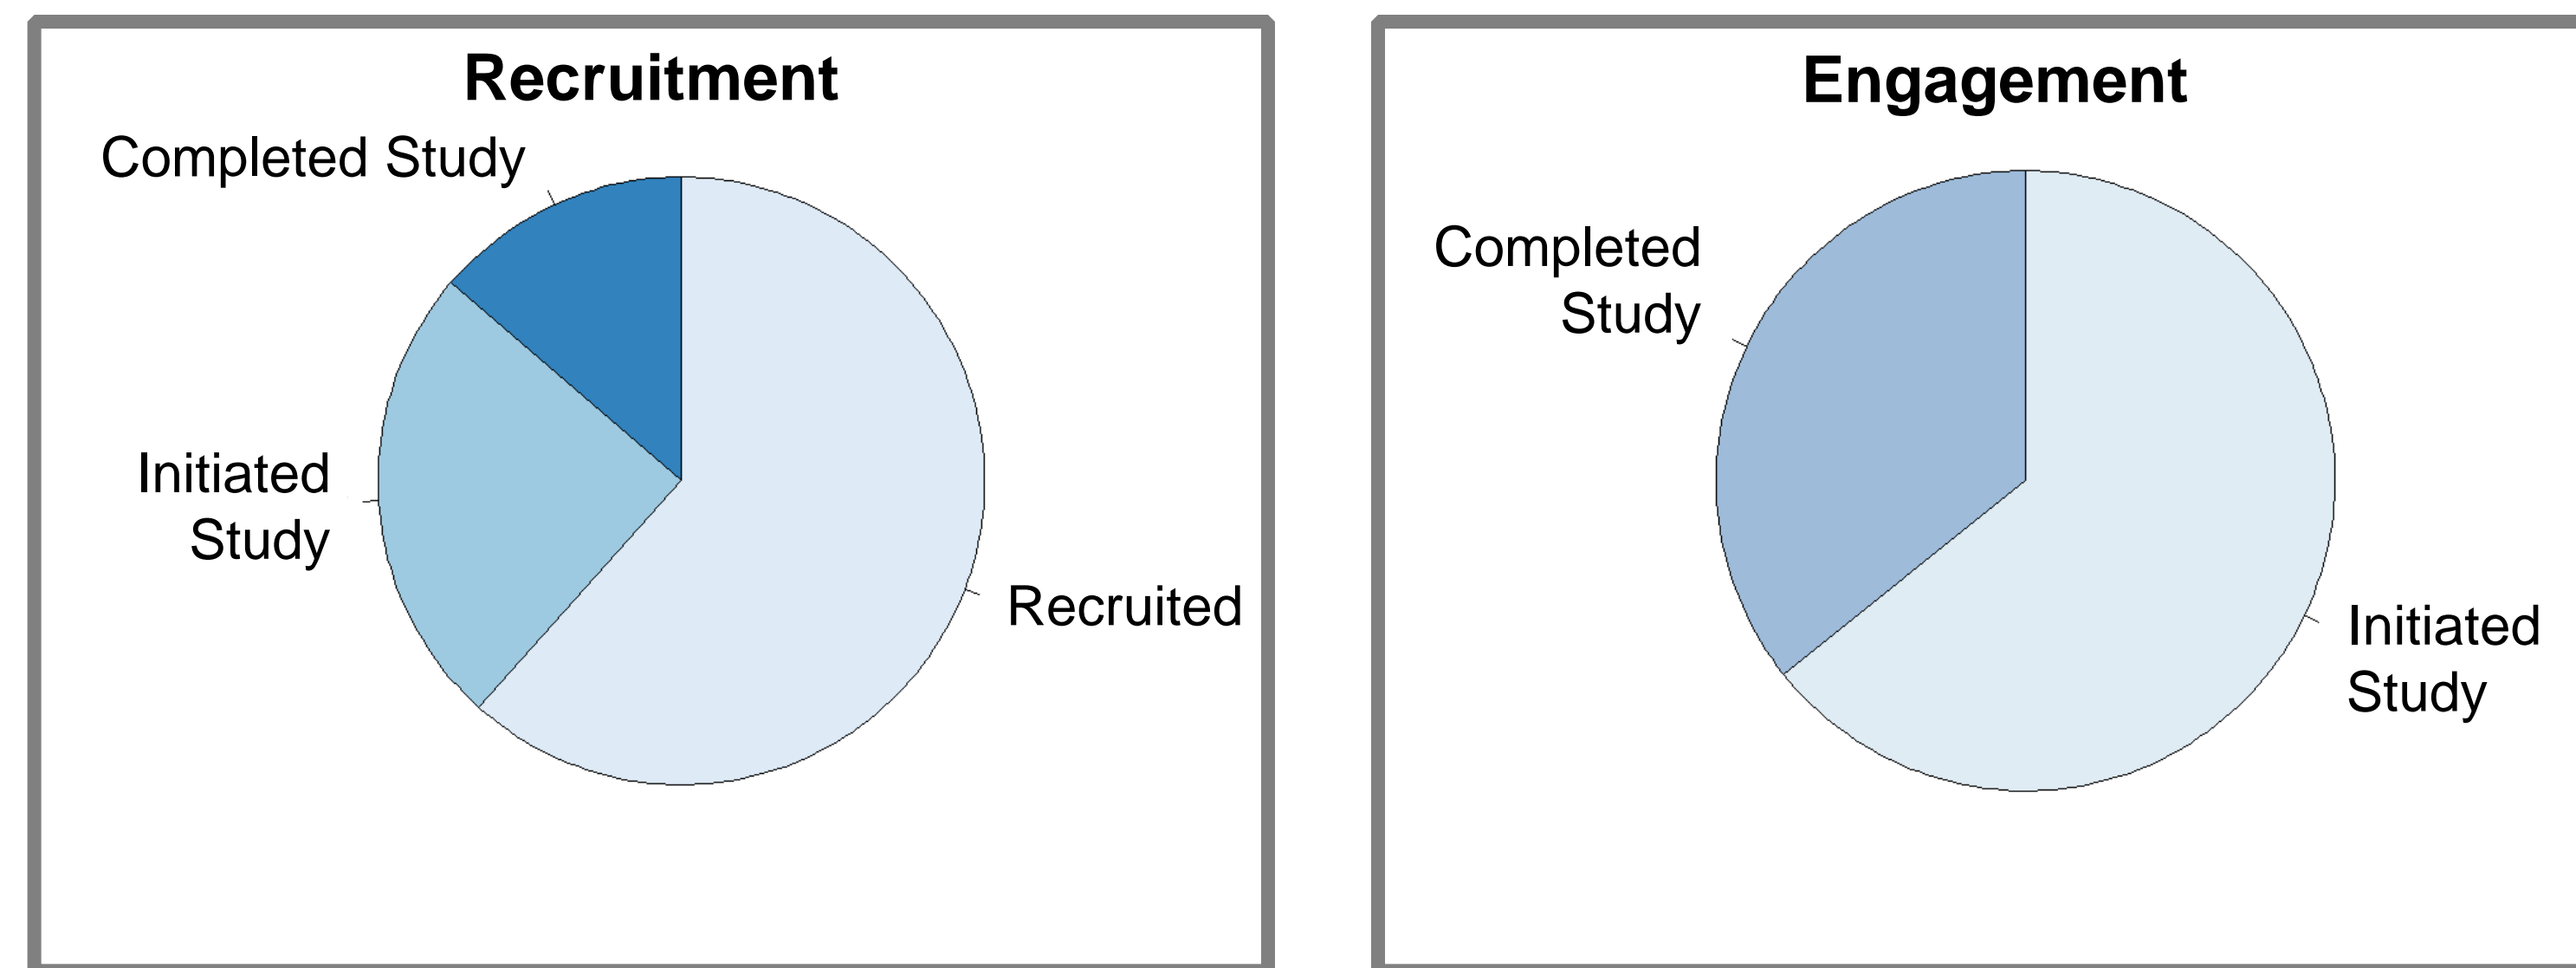 Recruitment
Completed Study
Initiated
Study
Recruited
Engagement
Completed
Study
Initiated
Study